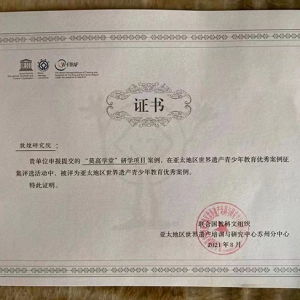 证书
敦煌研究院：
贵单位申报提交的“莫高学堂”研学项目案例，在亚太地区世界遗产青少年教育优秀案例征
集评选活动中，被评为亚太地区世界遗产青少年教育优秀案例。
特此证明。
联合国教科文组织
亚太地区世界遗产培训与研究中心苏州分中心
2021年8月